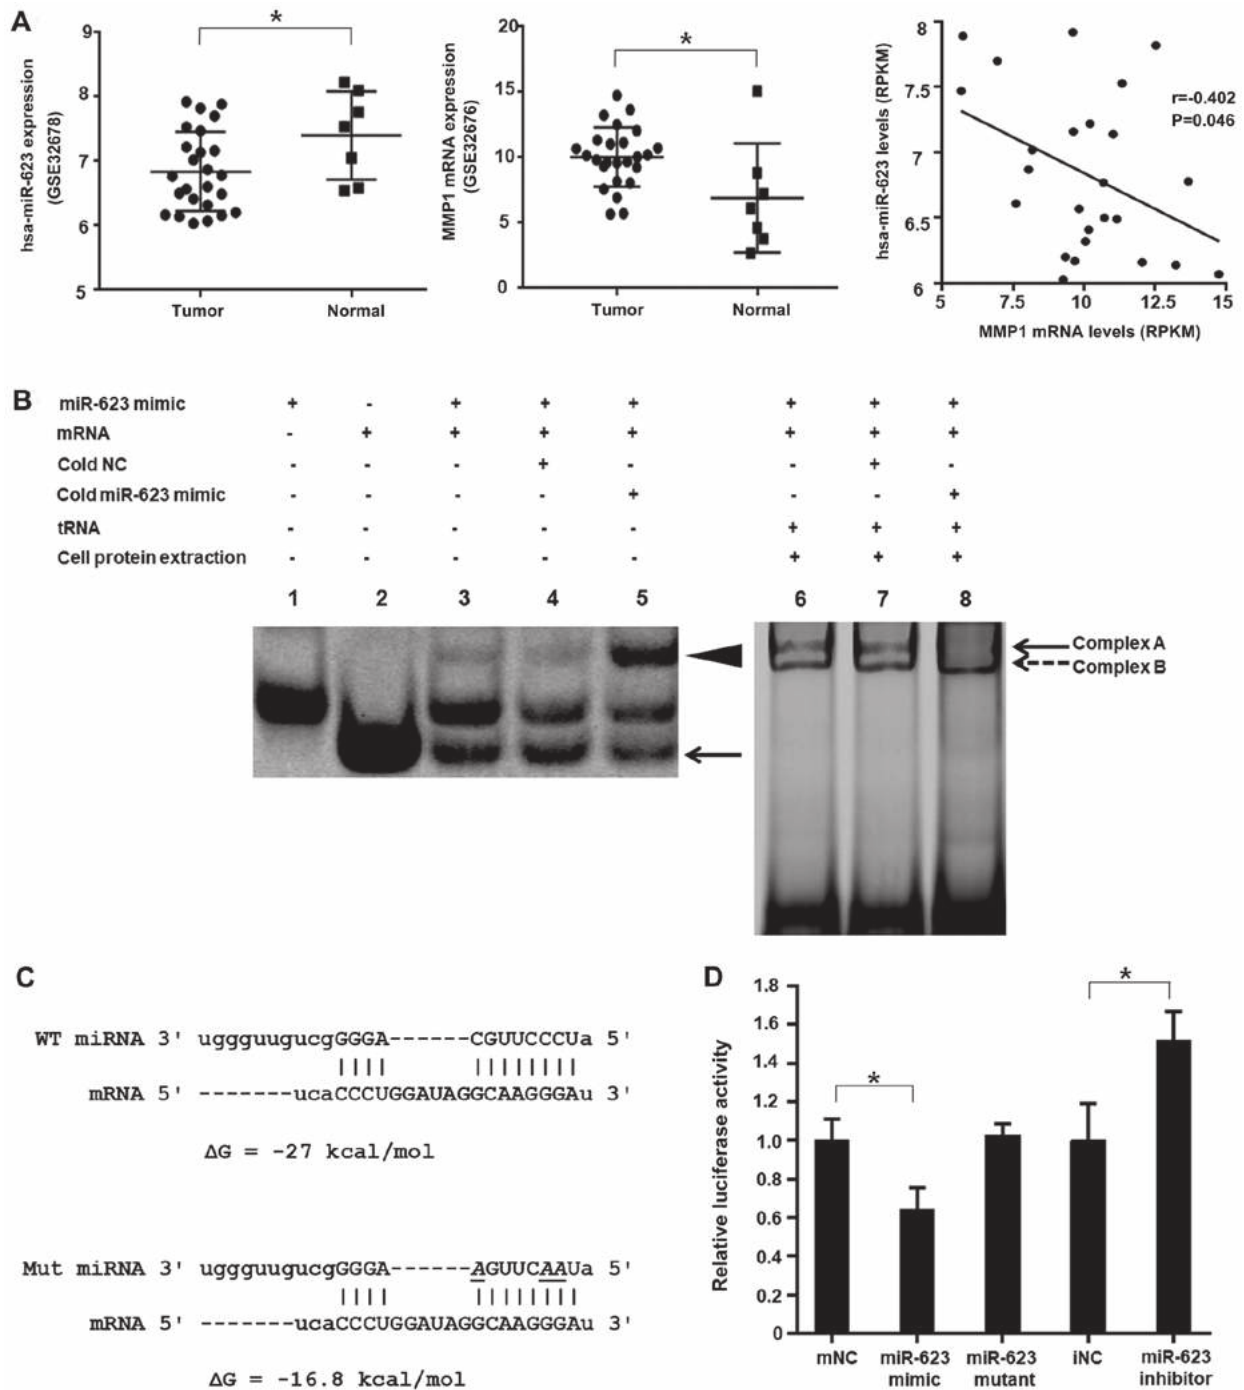 A
hsa-miR-623 expression
(GSE32678)
9
8
7
6
5
*
Tumor
Normal
MMP1 mRNA expression
(GSE32676)
20
15
10
5
0
*
Tumor
Normal
hsa-miR-623 levels (RPKM)
8
7.5
7
6.5
6
r=-0.402
P=0.046
5
7.5
10
12.5
15
MMP1 mRNA levels (RPKM)
B
miR-623 mimic + - + + + + + +
mRNA - + + + + + + +
Cold NC - - - + - - + -
Cold miR-623 mimic - - - - + - - +
tRNA - - - - - + + +
Cell protein extraction - - - - - + + +
1 2 3 4 5 6 7 8
Complex A
Complex B
C
WT miRNA 3' ugguugucgGGGA------CGUUCCCUa 5'
mRNA 5' -------ucaCCCUGGAUAGGCAAGGGAu 3'
ΔG = -27 kcal/mol
Mut miRNA 3' ugguugucgGGGA------AGUUCAAUa 5'
mRNA 5' -------ucaCCCUGGAUAGGCAAGGGAu 3'
ΔG = -16.8 kcal/mol
D
Relative luciferase activity
1.8
1.6
1.4
1.2
1.0
0.8
0.6
0.4
0.2
0
*
*
mNC
miR-623
mimic
miR-623
mutant
iNC
miR-623
inhibitor